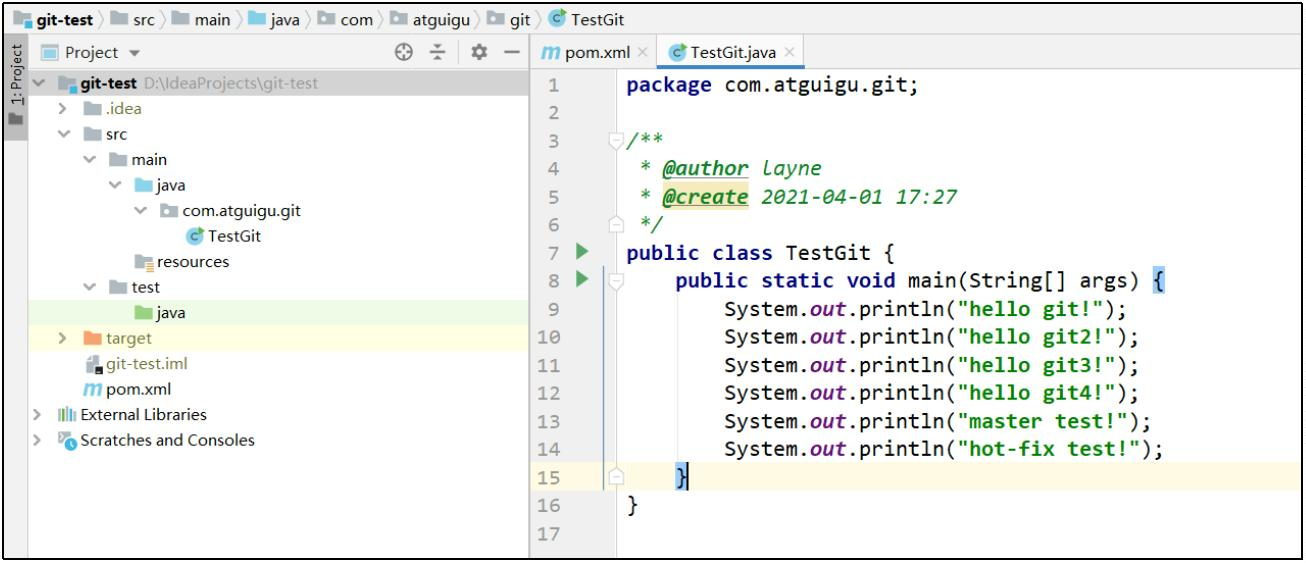 git-test src main java com atguigu git TestGit
1: Project
Project
git-test D:\IdeaProjects\git-test
.idea
src
main
java
com.atguigu.git
TestGit
resources
test
java
target
git-test.iml
pom.xml
External Libraries
Scratches and Consoles
pom.xml TestGit.java
1 package com.atguigu.git;
2
3 /**
4 * @author layne
5 * @create 2021-04-01 17:27
6 */
7 public class TestGit {
8 public static void main(String[] args) {
9 System.out.println("hello git!");
10 System.out.println("hello git2!");
11 System.out.println("hello git3!");
12 System.out.println("hello git4!");
13 System.out.println("master test!");
14 System.out.println("hot-fix test!");
15 }
16 }
17